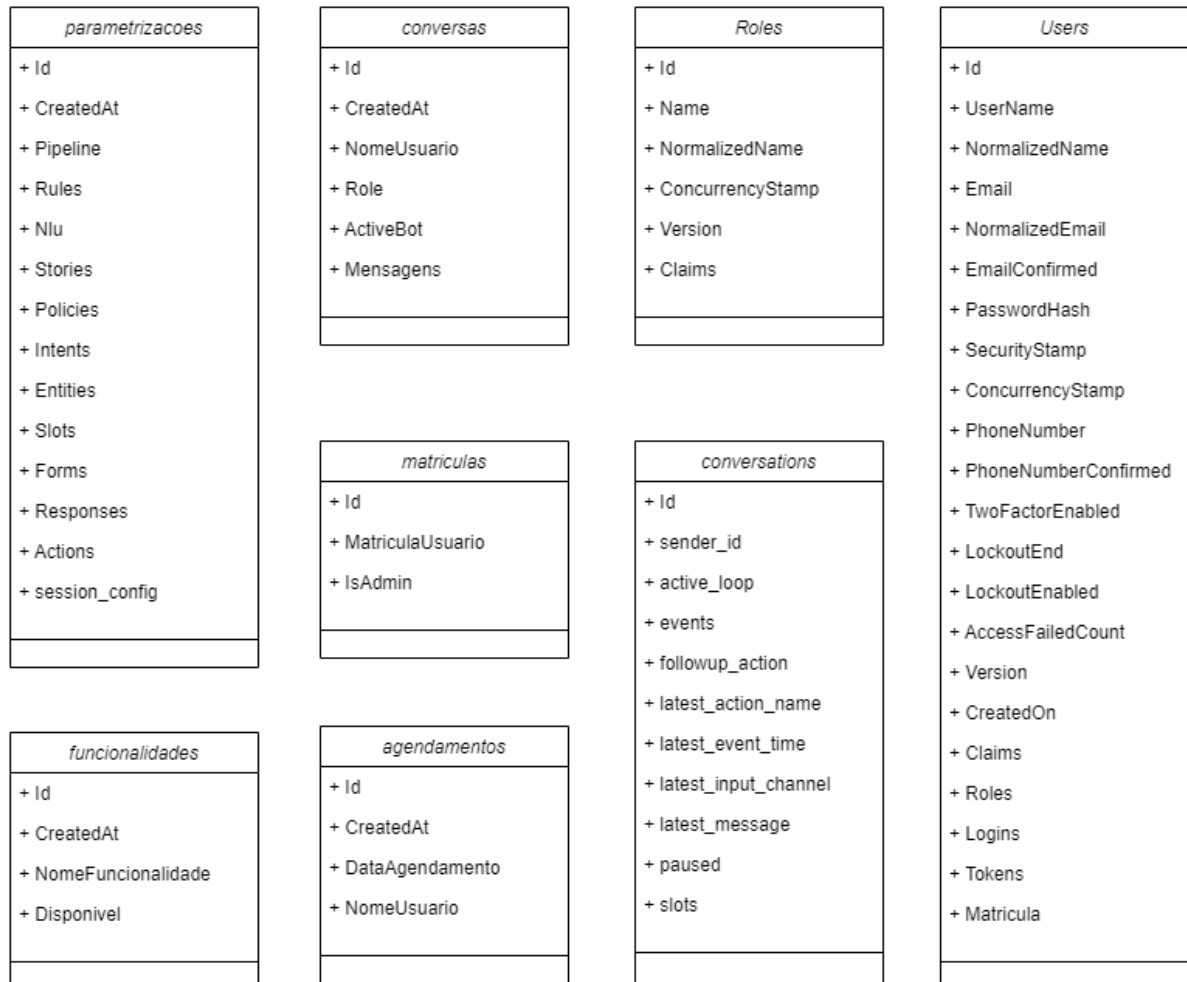 parametrizacoes
+ Id
+ CreatedAt
+ Pipeline
+ Rules
+ Nlu
+ Stories
+ Policies
+ Intents
+ Entities
+ Slots
+ Forms
+ Responses
+ Actions
+ session_config
funcionalidades
+ Id
+ CreatedAt
+ NomeFuncionalidade
+ Disponivel
conversas
+ Id
+ CreatedAt
+ NomeUsuario
+ Role
+ ActiveBot
+ Mensagens
matriculas
+ Id
+ MatriculaUsuario
+ IsAdmin
agendamentos
+ Id
+ CreatedAt
+ DataAgendamento
+ NomeUsuario
Roles
+ Id
+ Name
+ NormalizedName
+ ConcurrencyStamp
+ Version
+ Claims
conversations
+ Id
+ sender_id
+ active_loop
+ events
+ followup_action
+ latest_action_name
+ latest_event_time
+ latest_input_channel
+ latest_message
+ paused
+ slots
Users
+ Id
+ UserName
+ NormalizedName
+ Email
+ NormalizedEmail
+ EmailConfirmed
+ PasswordHash
+ SecurityStamp
+ ConcurrencyStamp
+ PhoneNumber
+ PhoneNumberConfirmed
+ TwoFactorEnabled
+ LockoutEnd
+ LockoutEnabled
+ AccessFailedCount
+ Version
+ CreatedOn
+ Claims
+ Roles
+ Logins
+ Tokens
+ Matricula